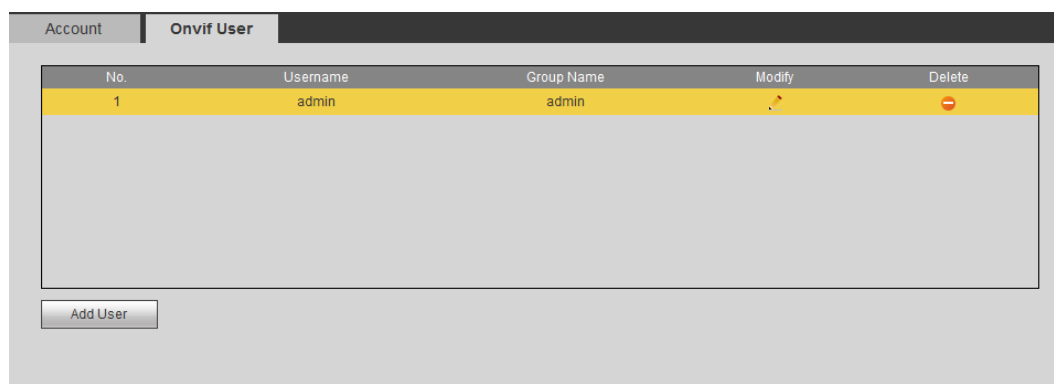 Account Onvif User
No. Username Group Name Modify Delete
1 admin admin
Add User